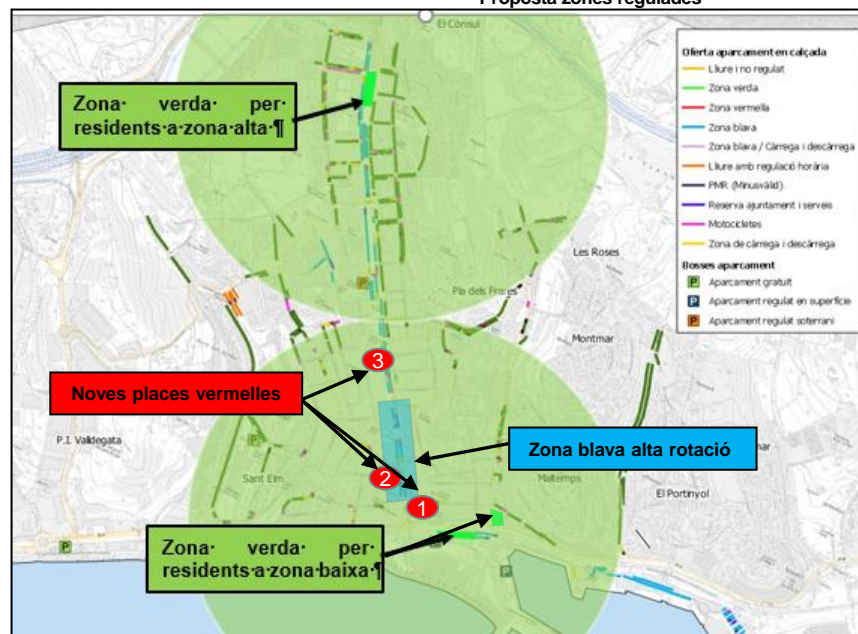 Proposta zones regulades
El Cònsul
Oferta aparcament en calçada
Lliure i no regulat
Zona verda
Zona vermella
Zona blava
Zona blava / Càrrega i descàrrega
Lliure amb regulació horària
PMR (Minusvàlid)
Reserva ajuntament i serveis
Motocicletes
Zona de càrrega i descàrrega
Bosses aparcament
P Aparcament gratuït
P Aparcament regulat en superfície
P Aparcament regulat soterrani
Zona· verda per·
residents·a·zona·alta·¶
Les Roses
P
Pla dels Frares
Montmar
3
Noves places vermelles
P.I. Valldegata
P
Zona blava alta rotació
mar
Sant Elm
2
Maltemps
El Portinyol
1
Zona· verda per·
residents·a·zona·baixa·¶
P
P